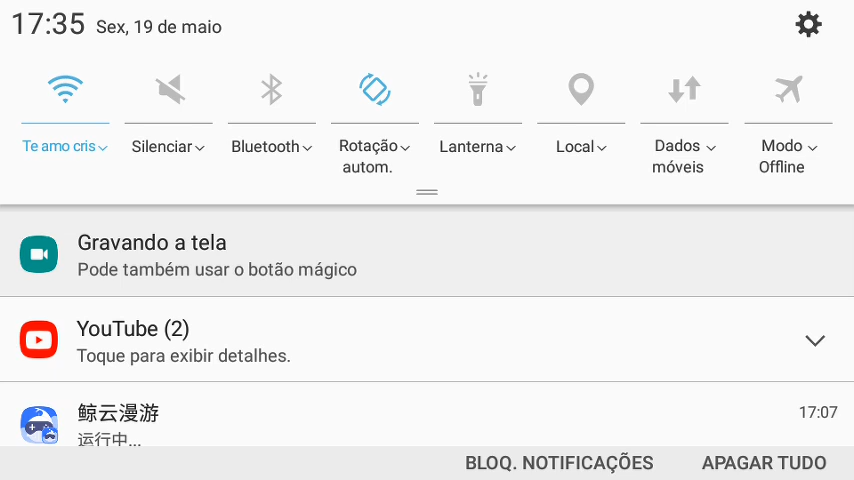 17:35 Sex, 19 de maio
Te amo cris Silenciar Bluetooth Rotação autom. Lanterna Local Dados móveis Modo Offline
Gravando a tela
Pode também usar o botão mágico
YouTube (2)
Toque para exibir detalhes.
鲸云漫游 17:07
运行中...
BLOQ. NOTIFICAÇÕES APAGAR TUDO